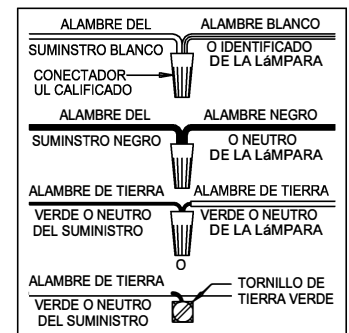 ALAMBRE DEL ALAMBRE BLANCO
SUMINSTRO BLANCO O IDENTIFICADO
DE LA LáMPARA
CONECTADOR
UL CALIFICADO
ALAMBRE DEL ALAMBRE NEGRO
SUMINSTRO NEGRO O NEUTRO
DE LA LáMPARA
ALAMBRE DE TIERRA ALAMBRE DE TIERRA
VERDE O NEUTRO VERDE O NEUTRO
DEL SUMINISTRO DE LA LáMPARA
O
ALAMBRE DE TIERRA TORNILLO DE
VERDE O NEUTRO TIERRA VERDE
DEL SUMINISTRO